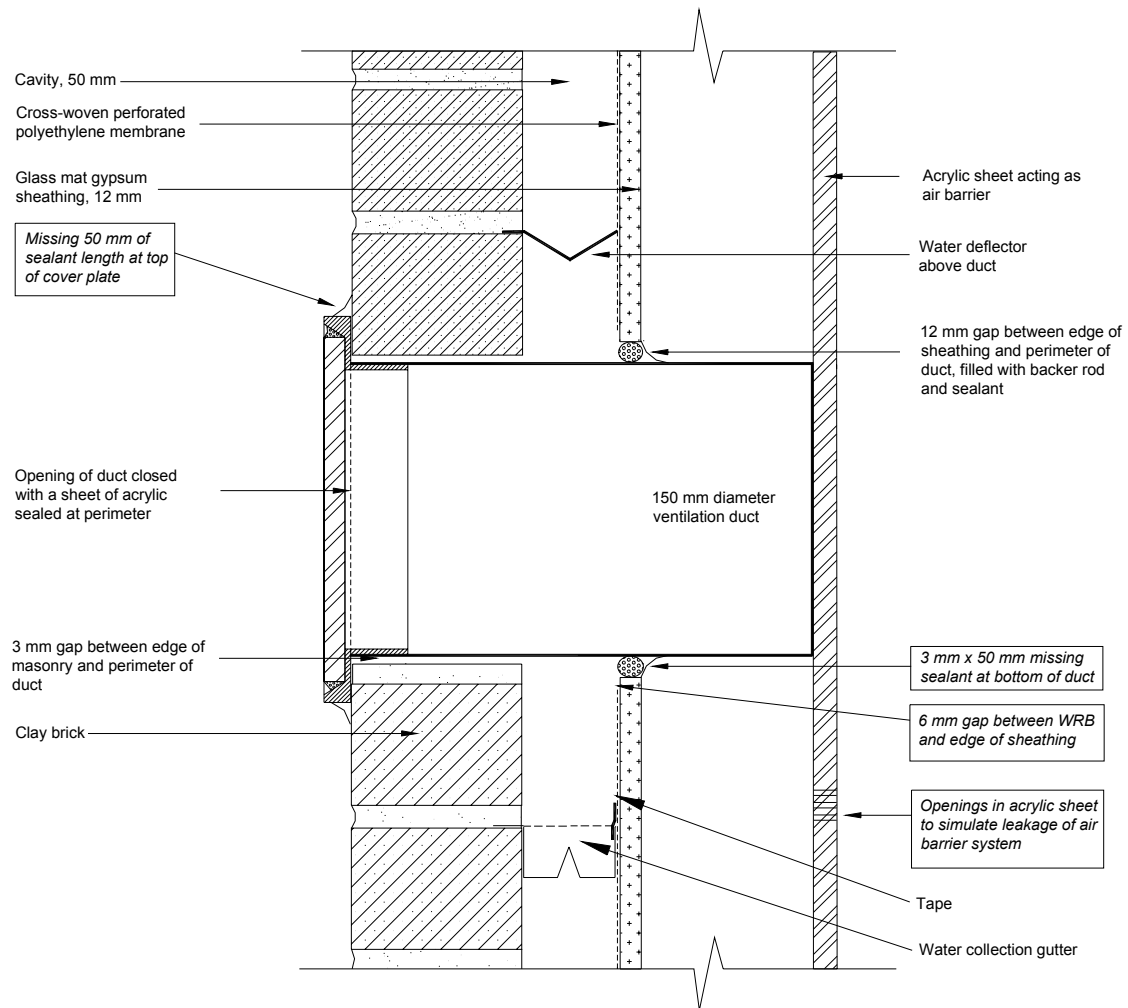 Cavity, 50 mm
Cross-woven perforated
polyethylene membrane
Glass mat gypsum
sheathing, 12 mm
Missing 50 mm of
sealant length at top
of cover plate
Opening of duct closed
with a sheet of acrylic
sealed at perimeter
3 mm gap between edge of
masonry and perimeter of
duct
Clay brick
150 mm diameter
ventilation duct
Acrylic sheet acting as
air barrier
Water deflector
above duct
12 mm gap between edge of
sheathing and perimeter of
duct, filled with backer rod
and sealant
3 mm x 50 mm missing
sealant at bottom of duct
6 mm gap between WRB
and edge of sheathing
Openings in acrylic sheet
to simulate leakage of air
barrier system
Tape
Water collection gutter